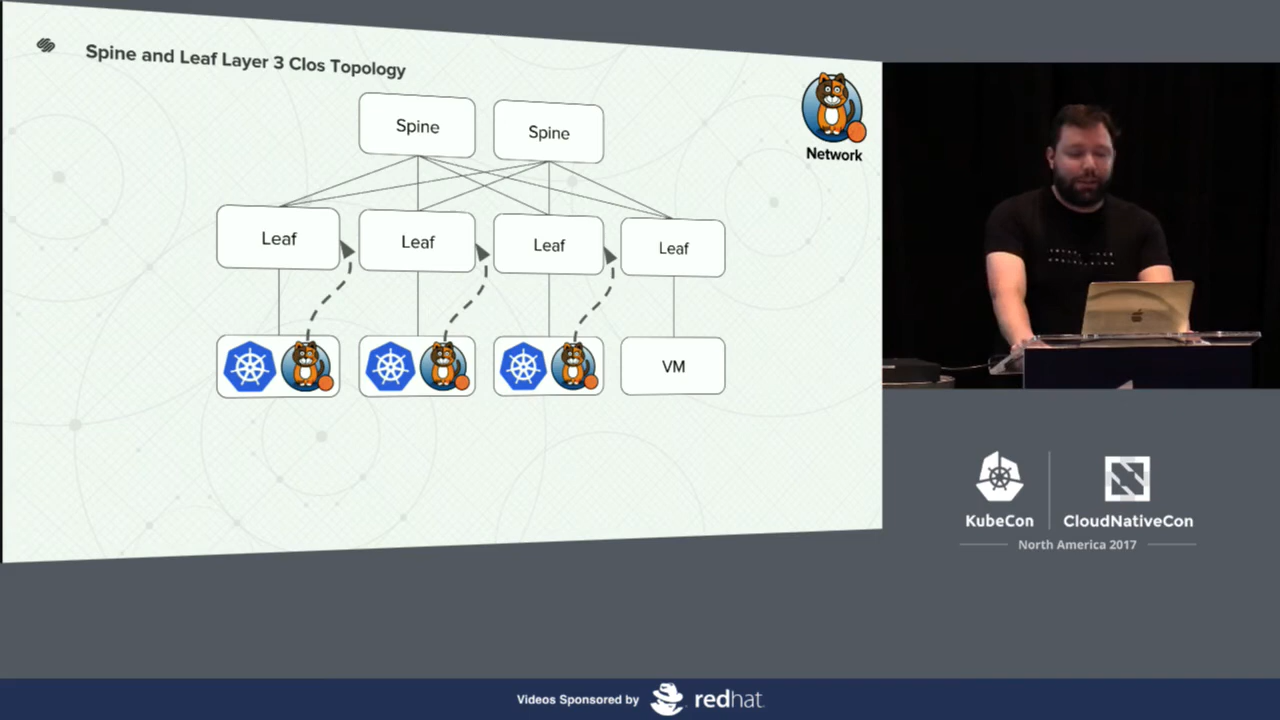 Spine and Leaf Layer 3 Clos Topology
Spine
Spine
Network
Leaf
Leaf
Leaf
Leaf
VM
KubeCon
CloudNativeCon
North America 2017
Videos Sponsored by
redhat